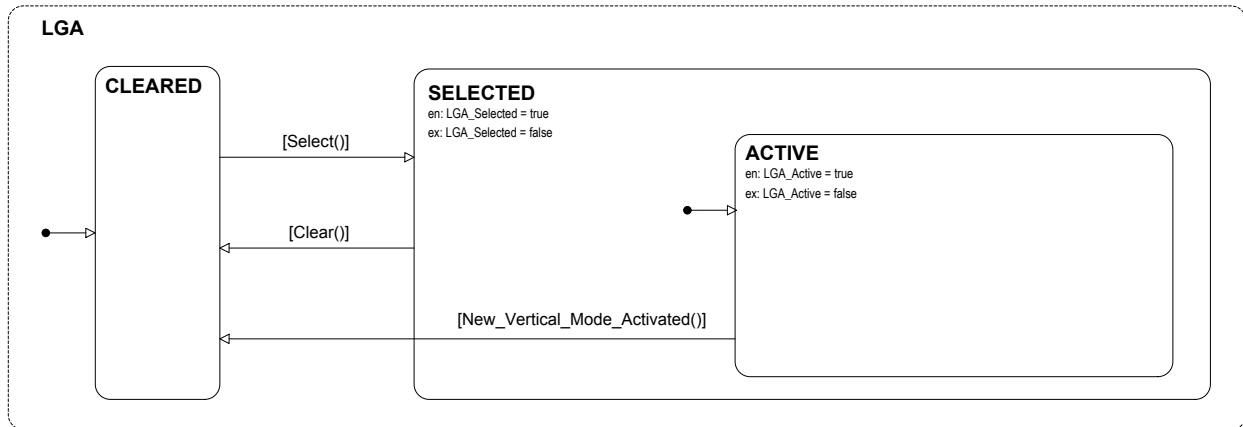 LGA
CLEARED
SELECTED
en: LGA_Selected = true
ex: LGA_Selected = false
[Select()]
ACTIVE
en: LGA_Active = true
ex: LGA_Active = false
[Clear()]
[New_Vertical_Mode_Activated()]